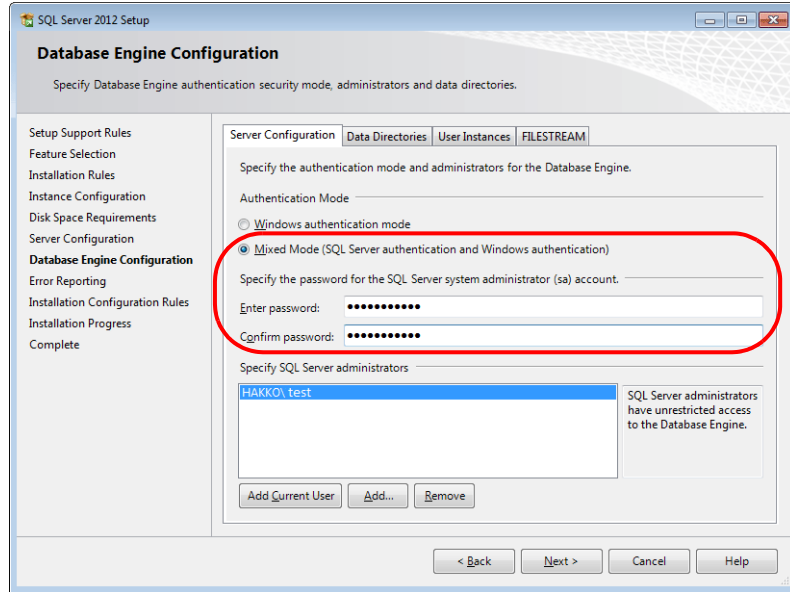 SQL Server 2012 Setup
Database Engine Configuration
Specify Database Engine authentication security mode, administrators and data directories.
Setup Support Rules
Feature Selection
Installation Rules
Instance Configuration
Disk Space Requirements
Server Configuration
Database Engine Configuration
Error Reporting
Installation Configuration Rules
Installation Progress
Complete
Server Configuration Data Directories User Instances FILESTREAM
Specify the authentication mode and administrators for the Database Engine.
Authentication Mode
Windows authentication mode
Mixed Mode (SQL Server authentication and Windows authentication)
Specify the password for the SQL Server system administrator (sa) account.
Enter password: ●●●●●●●●●●●
Confirm password: ●●●●●●●●●●●
Specify SQL Server administrators
HAKKO\ test
SQL Server administrators
have unrestricted access
to the Database Engine.
Add Current User Add... Remove
< Back Next > Cancel Help